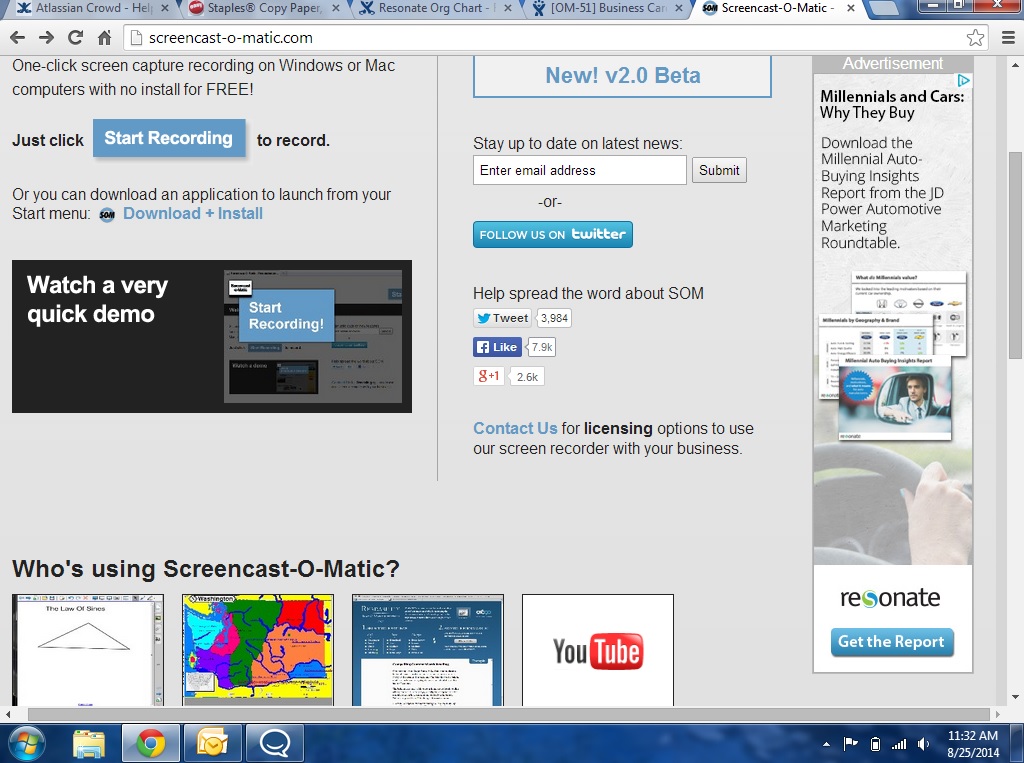 Atlassian Crowd - Help
Staples® Copy Paper,
Resonate Org Chart -
[OM-51] Business Car
Screencast-O-Matic -
screencast-o-matic.com
One-click screen capture recording on Windows or Mac
computers with no install for FREE!
Just click Start Recording to record.
Or you can download an application to launch from your
Start menu: SOM Download + Install
Watch a very
quick demo
Start
Recording!
New! v2.0 Beta
Stay up to date on latest news:
Enter email address Submit
-or-
FOLLOW US ON twitter
Help spread the word about SOM
Tweet 3,984
Like 7.9k
g+1 2.6k
Contact Us for licensing options to use
our screen recorder with your business.
Advertisement
Millennials and Cars:
Why They Buy
Download the
Millennial Auto-
Buying Insights
Report from the JD
Power Automotive
Marketing
Roundtable.
What do Millennials value?
Millennials by Geography & Brand
Millennial Auto Buying Insights Report
resonate
resonate
Get the Report
Who's using Screencast-O-Matic?
The Law Of Sines
Washington
YouTube
11:32 AM
8/25/2014